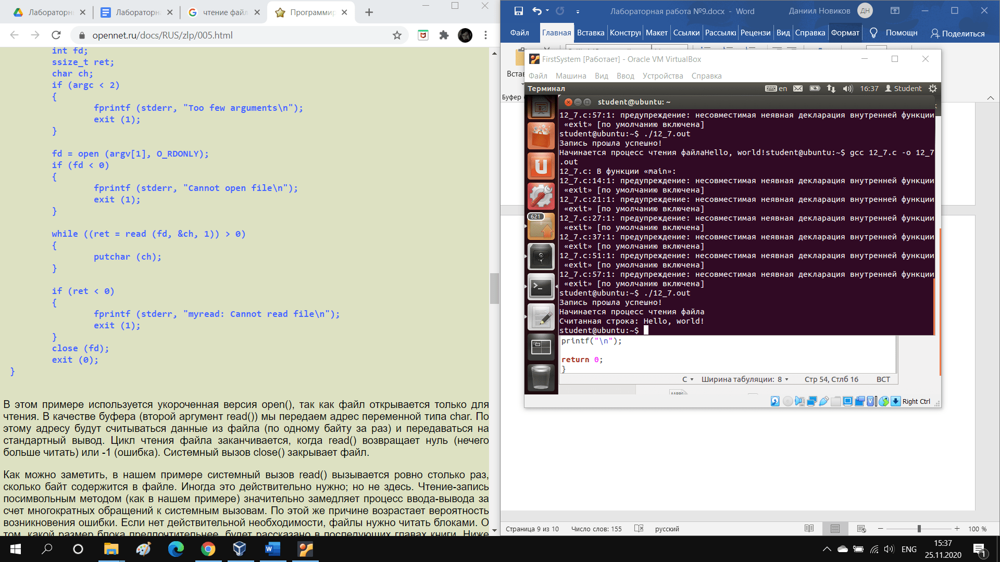 Лабораторн
Лабораторн
чтение файл
Программир
opennet.ru/docs/RUS/zlp/005.html
int fd;
ssize_t ret;
char ch;
if (argc < 2)
{
fprintf (stderr, "Too few arguments\n");
exit (1);
}
fd = open (argv[1], O_RDONLY);
if (fd < 0)
{
fprintf (stderr, "Cannot open file\n");
exit (1);
}
while ((ret = read (fd, &ch, 1)) > 0)
{
putchar (ch);
}
if (ret < 0)
{
fprintf (stderr, "myread: Cannot read file\n");
exit (1);
}
close (fd);
exit (0);
}
В этом примере используется укороченная версия open(), так как файл открывается только для
чтения. В качестве буфера (второй аргумент read()) мы передаем адрес переменной типа char. По
этому адресу будут считываться данные из файла (по одному байту за раз) и передаваться на
стандартный вывод. Цикл чтения файла заканчивается, когда read() возвращает нуль (нечего
больше читать) или -1 (ошибка). Системный вызов close() закрывает файл.
Как можно заметить, в нашем примере системный вызов read() вызывается ровно столько раз,
сколько байт содержится в файле. Иногда это действительно нужно; но не здесь. Чтение-запись
посимвольным методом (как в нашем примере) значительно замедляет процесс ввода-вывода за
счет многократных обращений к системным вызовам. По этой же причине возрастает вероятность
возникновения ошибки. Если нет действительной необходимости, файлы нужно читать блоками. О
том, какой размер блока предпочтительнее, будет рассказано в последующих главах книги. Ниже
Лабораторная работа №9.docx - Word
Даниил Новиков
ДН
Файл Главная Вставка Констру Макет Ссылки Рассылки Рецензи Вид Справка Формат Помощн Поделиться
Встав
Буфер
FirstSystem [Работает] - Oracle VM VirtualBox
Файл Машина Вид Ввод Устройства Справка
Терминал
en 16:37 Student
student@ubuntu: ~
12_7.c:57:1: предупреждение: несовместимая неявная декларация внутренней функции
«exit» [по умолчанию включена]
student@ubuntu:~$ ./12_7.out
Запись прошла успешно!
Начинается процесс чтения файлаHello, world!student@ubuntu:~$ gcc 12_7.c -o 12_7
.out
12_7.c: В функции «main»:
12_7.c:14:1: предупреждение: несовместимая неявная декларация внутренней функции
«exit» [по умолчанию включена]
12_7.c:21:1: предупреждение: несовместимая неявная декларация внутренней функции
«exit» [по умолчанию включена]
12_7.c:27:1: предупреждение: несовместимая неявная декларация внутренней функции
«exit» [по умолчанию включена]
12_7.c:37:1: предупреждение: несовместимая неявная декларация внутренней функции
«exit» [по умолчанию включена]
12_7.c:51:1: предупреждение: несовместимая неявная декларация внутренней функции
«exit» [по умолчанию включена]
12_7.c:57:1: предупреждение: несовместимая неявная декларация внутренней функции
«exit» [по умолчанию включена]
student@ubuntu:~$ ./12_7.out
Запись прошла успешно!
Начинается процесс чтения файла
Считанная строка: Hello, world!
student@ubuntu:~$
621
printf("\n");
return 0;
}
C Ширина табуляции: 8 Стр 54, Стлб 16 ВСТ
Right Ctrl
Страница 9 из 10 Число слов: 155 русский 100 %
ENG
15:37
25.11.2020
1